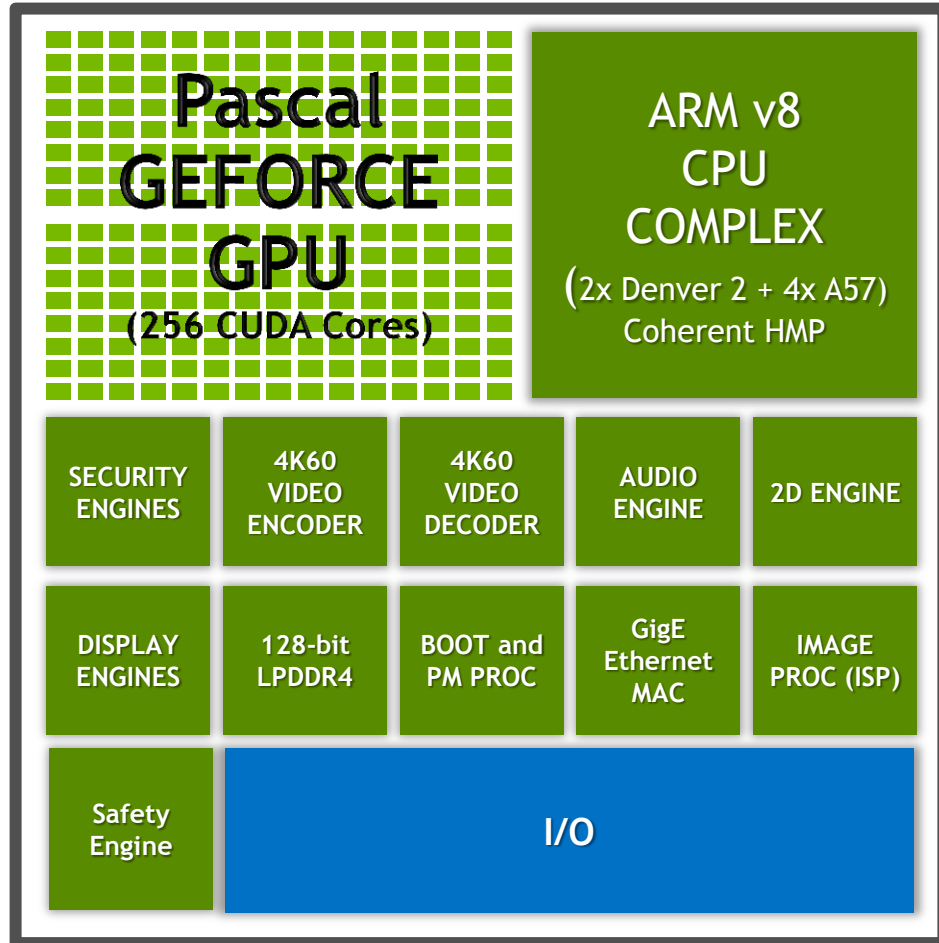 Pascal
GEFORCE
GPU
(256 CUDA Cores)
ARM v8
CPU
COMPLEX
(2x Denver 2 + 4x A57)
Coherent HMP
SECURITY
ENGINES
4K60
VIDEO
ENCODER
4K60
VIDEO
DECODER
AUDIO
ENGINE
2D ENGINE
DISPLAY
ENGINES
128-bit
LPDDR4
BOOT and
PM PROC
GigE
Ethernet
MAC
IMAGE
PROC (ISP)
Safety
Engine
I/O